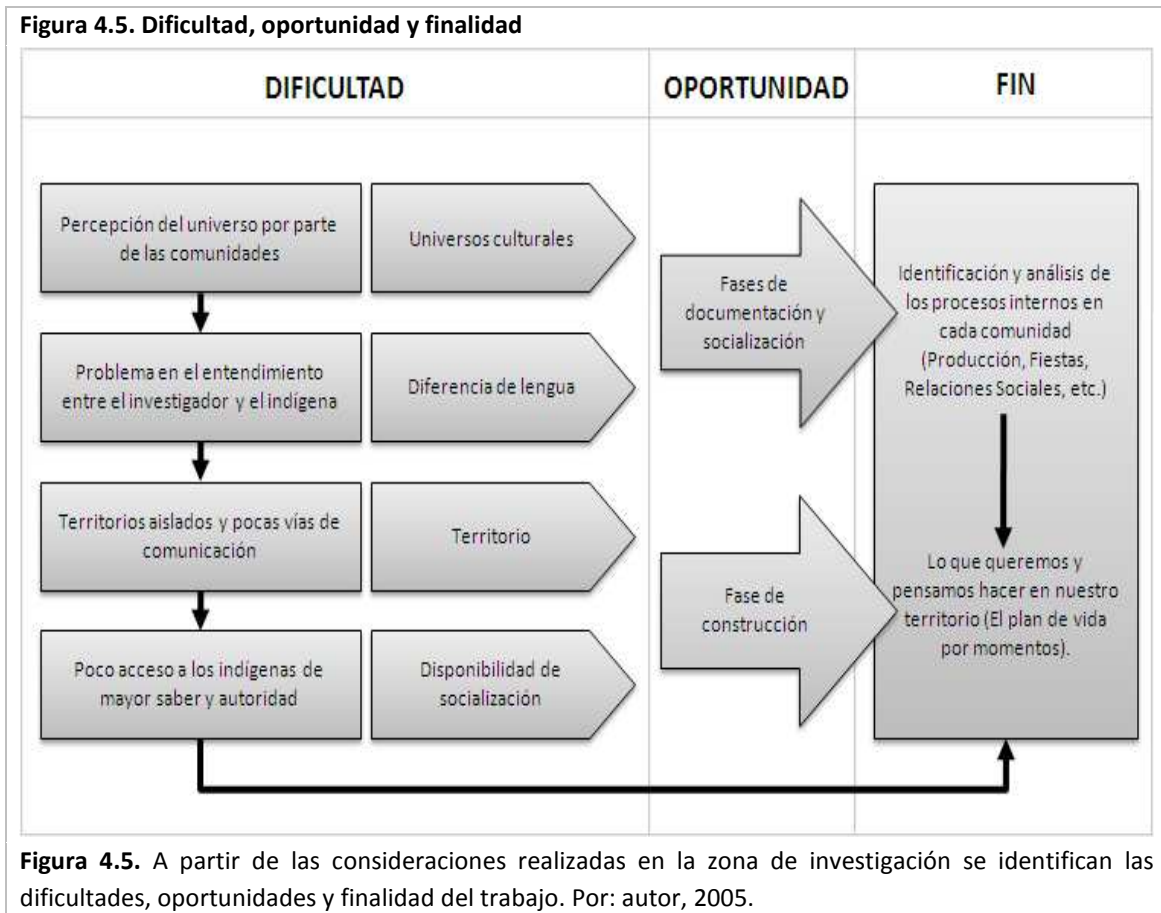 Figura 4.5. Dificultad, oportunidad y finalidad
DIFICULTAD
OPORTUNIDAD
FIN
Percepción del universo por parte
de las comunidades
Universos culturales
Problema en el entendimiento
entre el investigador y el indígena
Diferencia de lengua
Territorios aislados y pocas vías de
comunicación
Territorio
Poco acceso a los indígenas de
mayor saber y autoridad
Disponibilidad de
socialización
Fases de
documentación y
socialización
Fase de
construcción
Identificación y análisis de
los procesos internos en
cada comunidad
(Producción, Fiestas,
Relaciones Sociales, etc.)
Lo que queremos y
pensamos hacer en nuestro
territorio (El plan de vida
por momentos).
Figura 4.5. A partir de las consideraciones realizadas en la zona de investigación se identifican las
dificultades, oportunidades y finalidad del trabajo. Por: autor, 2005.